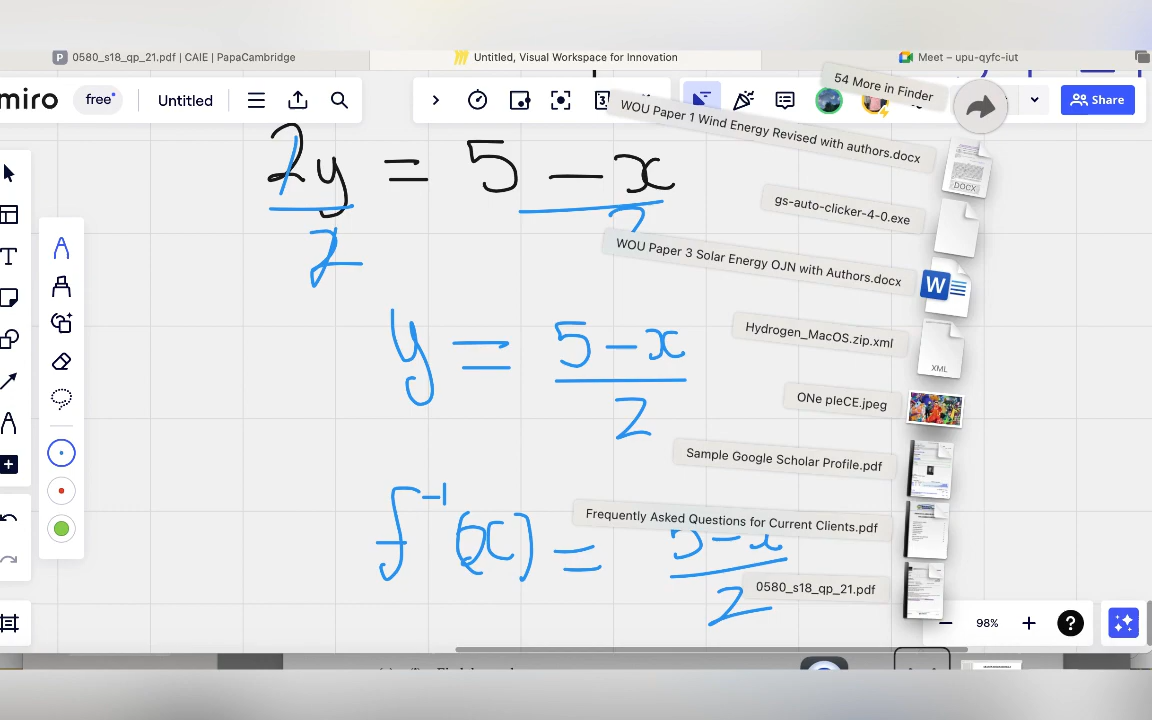 0580_s18_qp_21.pdf | CAIE | PapaCambridge
Untitled, Visual Workspace for Innovation
Meet – upu-qyfc-iut
miro
free
Untitled
Share
54 More in Finder
WOU Paper 1 Wind Energy Revised with authors.docx
DOCX
gs-auto-clicker-4-0.exe
WOU Paper 3 Solar Energy OJN with Authors.docx
W
Hydrogen_MacOS.zip.xml
XML
ONe pIeCE.jpeg
Sample Google Scholar Profile.pdf
Frequently Asked Questions for Current Clients.pdf
0580_s18_qp_21.pdf
2y = 5 – x
2 2
y = 5 – x
2
f⁻¹(x) = 5 – x
2
98%